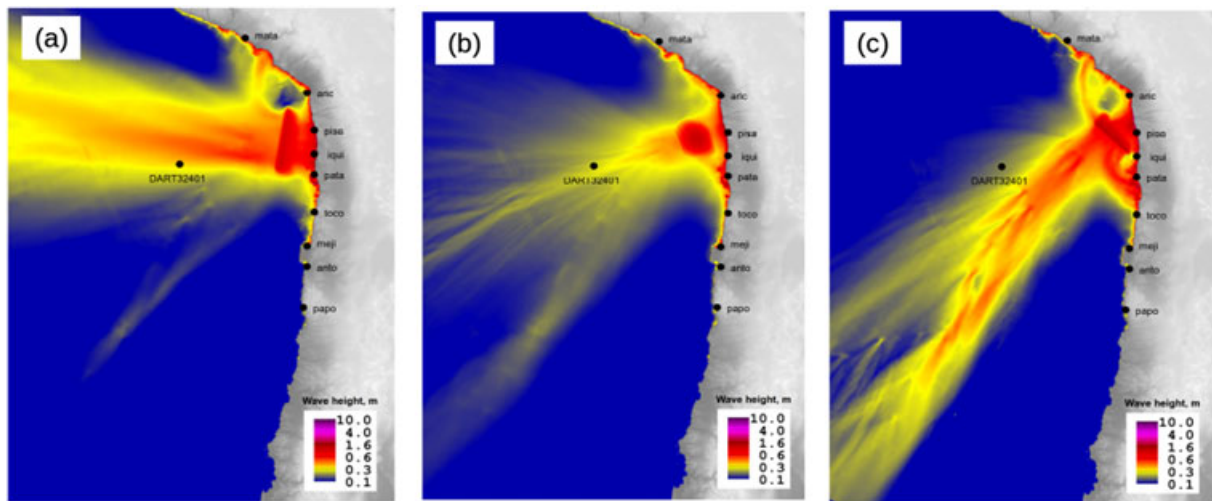 (a)
mata
aric
pisa
iqui
pata
DART32401
toco
meji
anto
papo
Wave height, m
10.0
4.0
1.6
0.6
0.3
0.1
(b)
mata
aric
pisa
iqui
pata
DART32401
toco
meji
anto
papo
Wave height, m
10.0
4.0
1.6
0.6
0.3
0.1
(c)
mata
aric
piso
iqui
pata
DART32401
toco
meji
anto
papo
Wave height, m
10.0
4.0
1.6
0.6
0.3
0.1